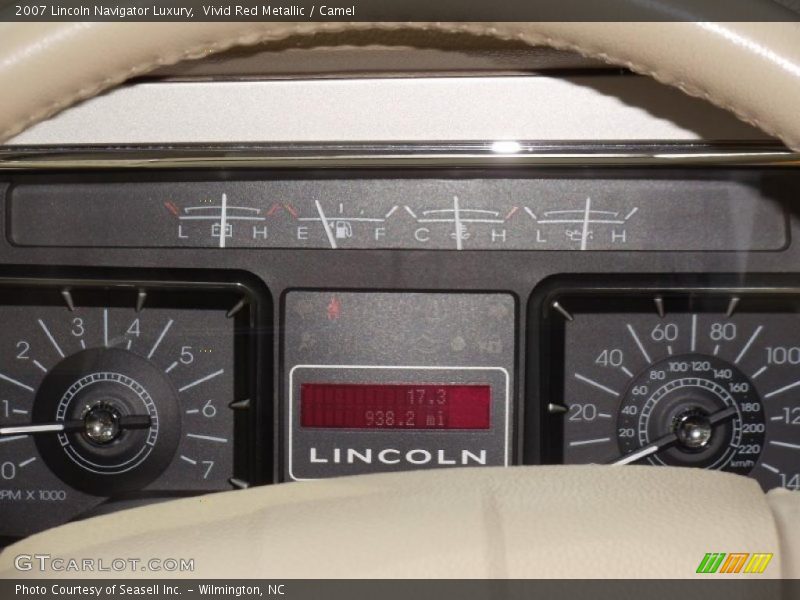 2007 Lincoln Navigator Luxury,  Vivid Red Metallic / Camel
L H E F C H L H
3 4
2 5
1 6
0 7
RPM X 1000
17.3
938.2 mi
LINCOLN
60 80
40 100
20
100 120
80 140
60 160
40 180
20 200
220
km/h
GTCARLOT.COM
Photo Courtesy of Seasell Inc. - Wilmington, NC